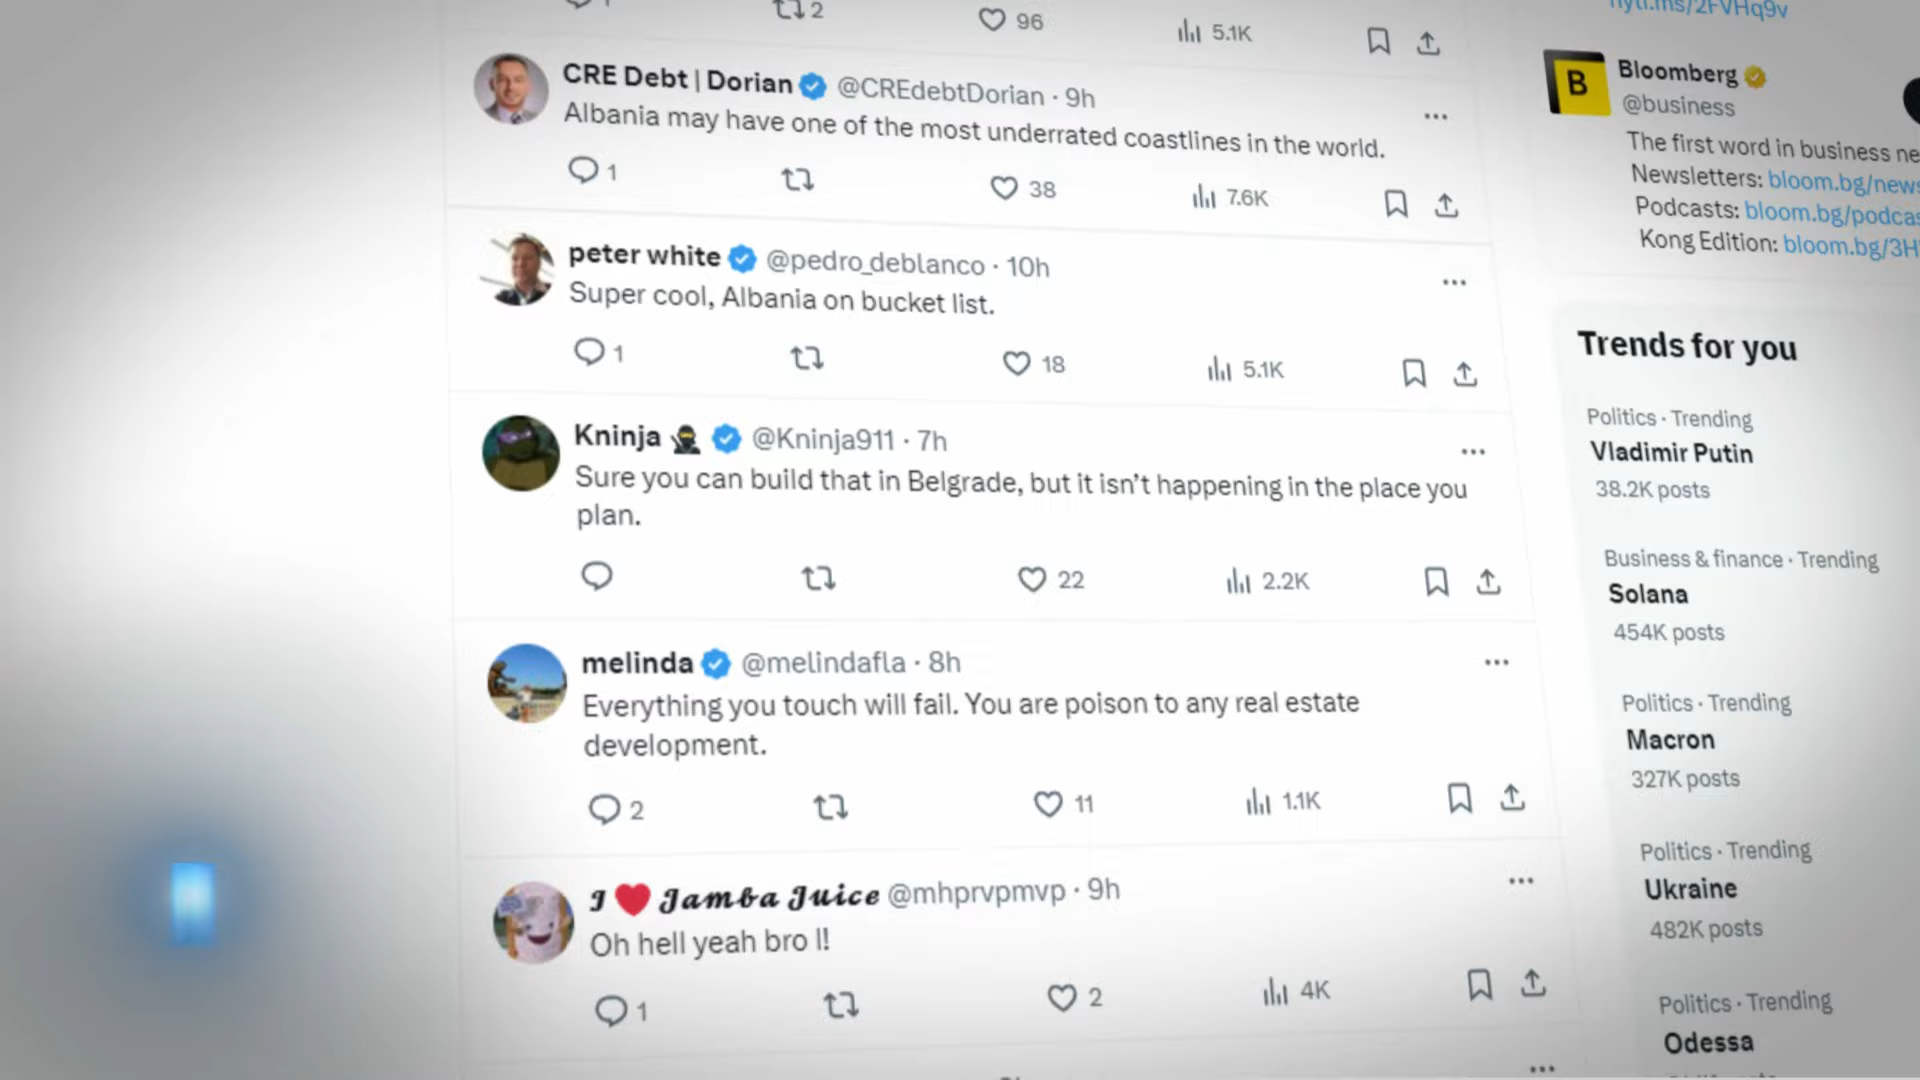 2
96
5.1K
CRE Debt | Dorian @CREdebtDorian · 9h
Albania may have one of the most underrated coastlines in the world.
1
38
7.6K
peter white @pedro_deblanco · 10h
Super cool, Albania on bucket list.
1
18
5.1K
Kninja 🥷 @Kninja911 · 7h
Sure you can build that in Belgrade, but it isn't happening in the place you
plan.
22
2.2K
melinda @melindafla · 8h
Everything you touch will fail. You are poison to any real estate
development.
2
11
1.1K
I ❤️ Jamba Juice @mhprvpmvp · 9h
Oh hell yeah bro l!
1
2
4K
nyti.ms/2FVHq9v
B
Bloomberg
@business
The first word in business ne
Newsletters: bloom.bg/news
Podcasts: bloom.bg/podcas
Kong Edition: bloom.bg/3H
Trends for you
Politics · Trending
Vladimir Putin
38.2K posts
Business & finance · Trending
Solana
454K posts
Politics · Trending
Macron
327K posts
Politics · Trending
Ukraine
482K posts
Politics · Trending
Odessa